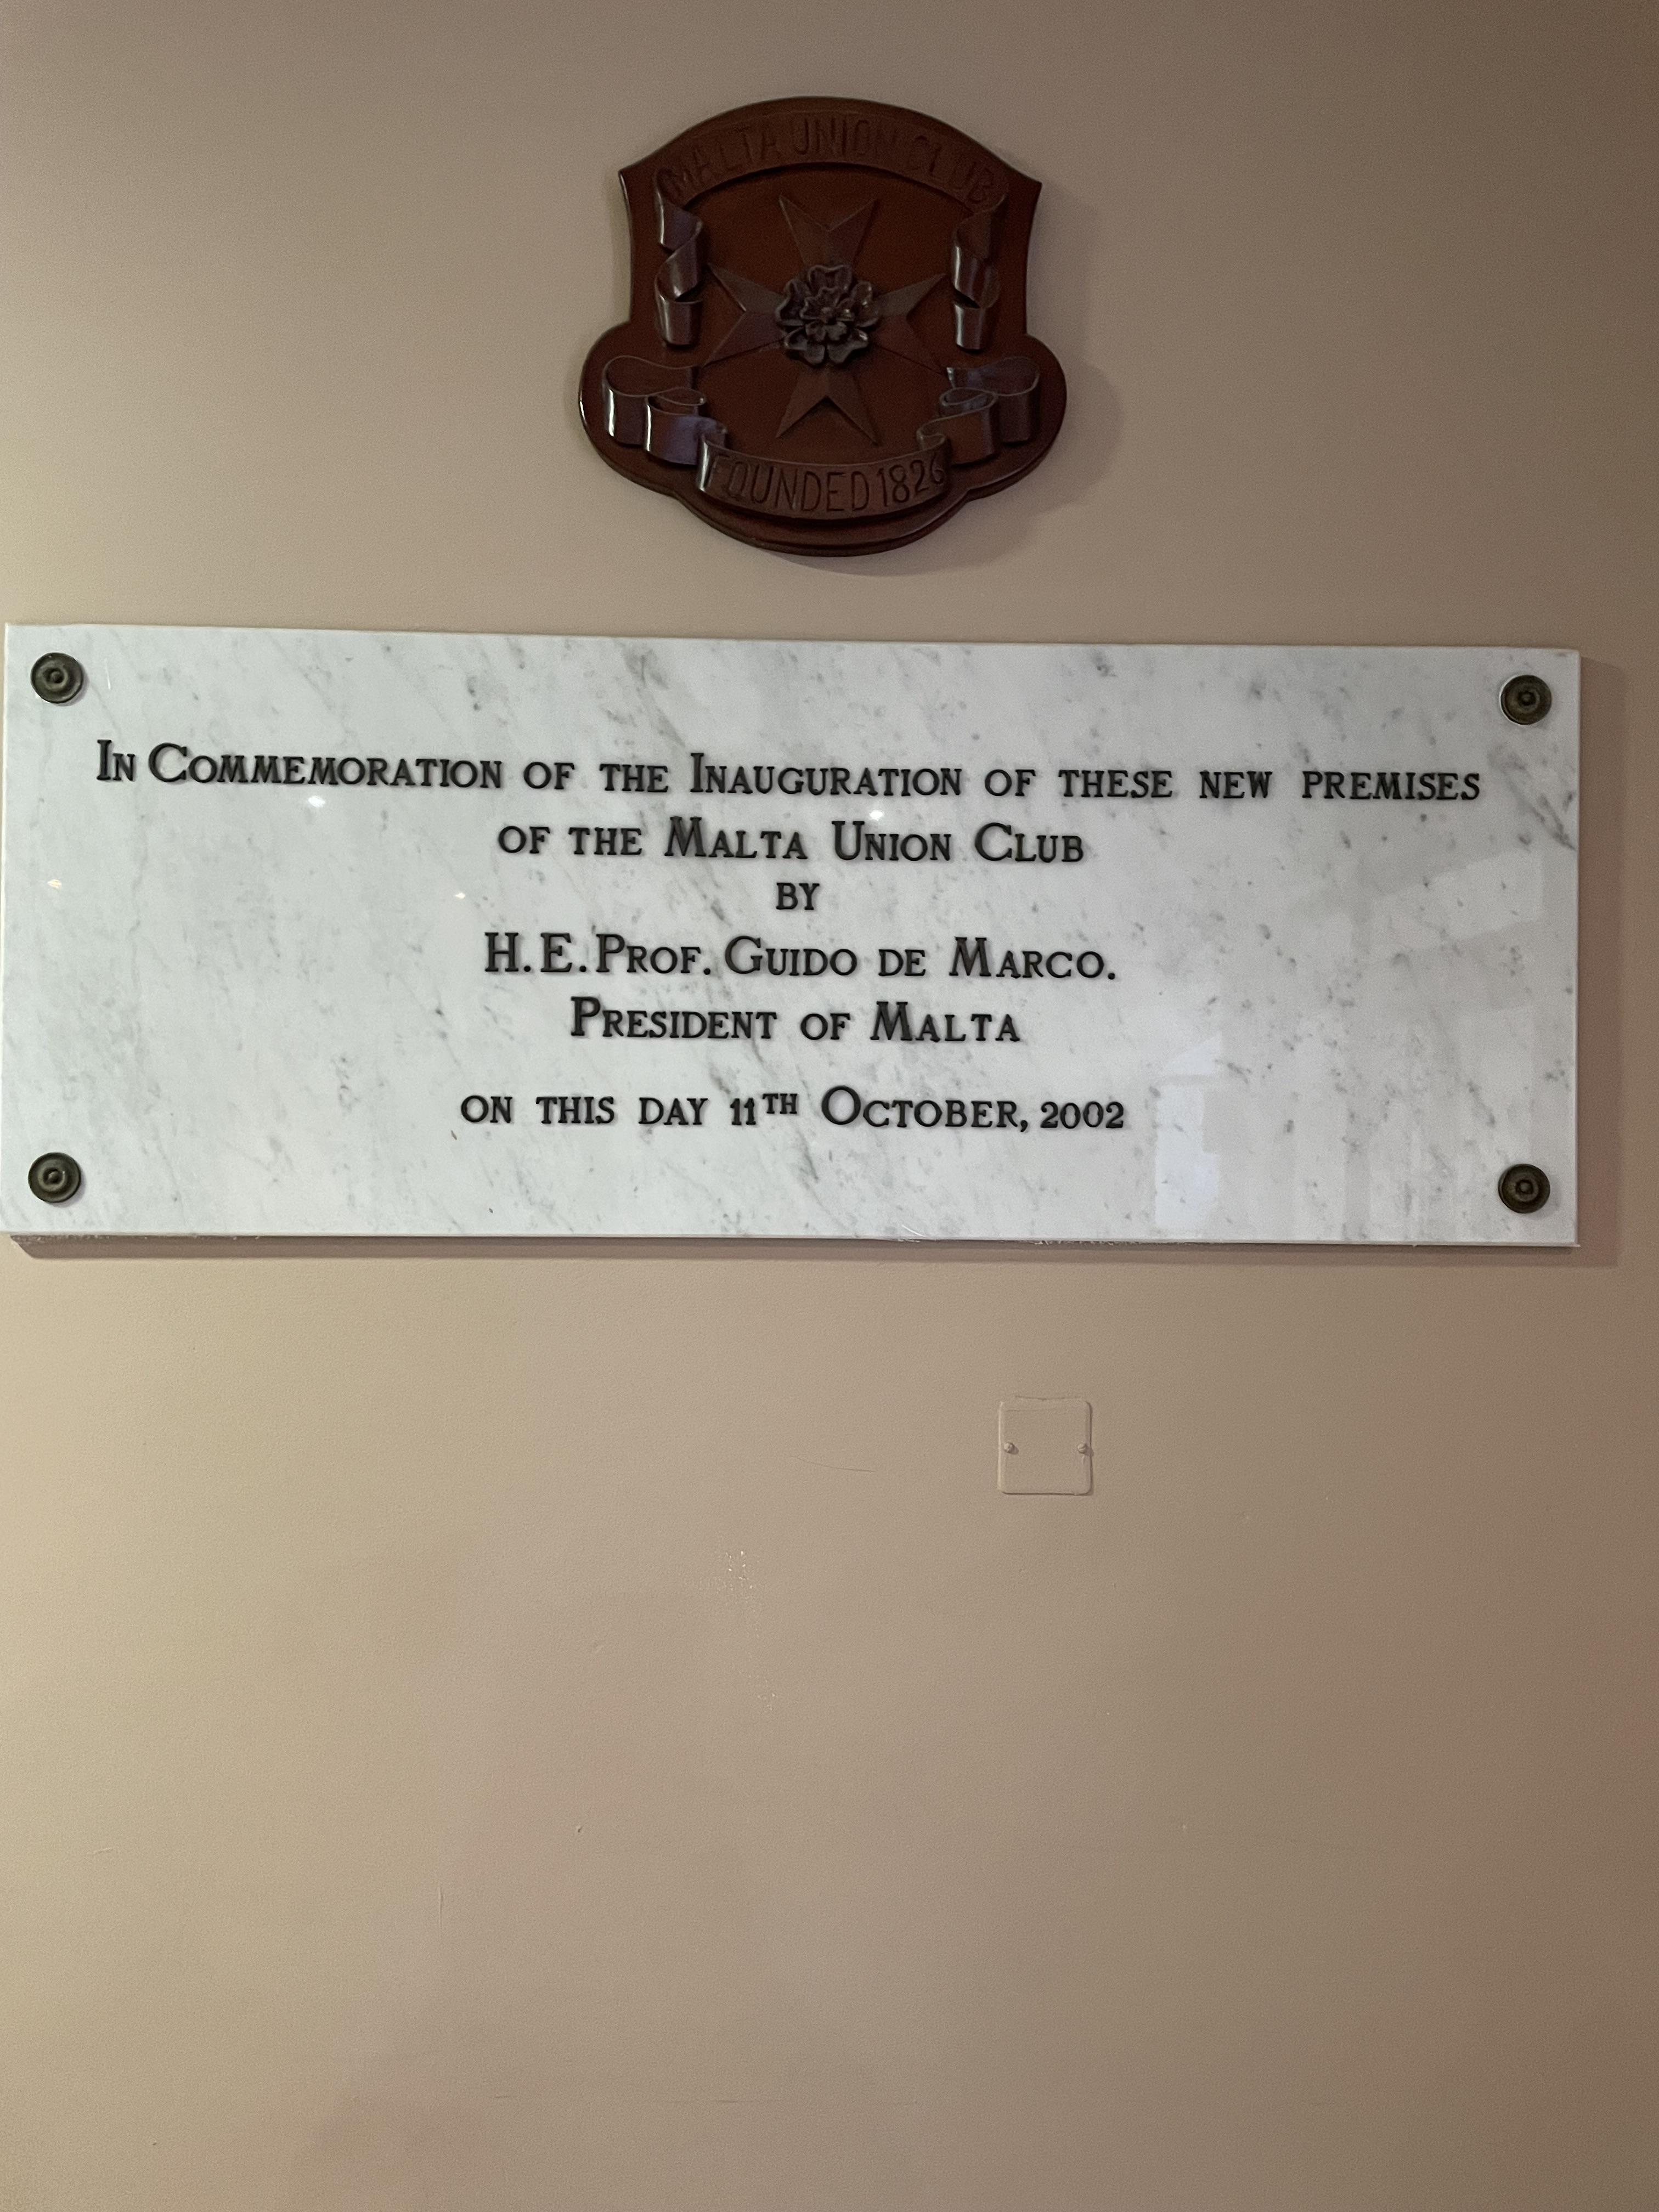 MALTA UNION CLUB
FOUNDED 1826
IN COMMEMORATION OF THE INAUGURATION OF THESE NEW PREMISES
OF THE MALTA UNION CLUB
BY
H.E. PROF. GUIDO DE MARCO.
PRESIDENT OF MALTA
ON THIS DAY 11TH OCTOBER, 2002